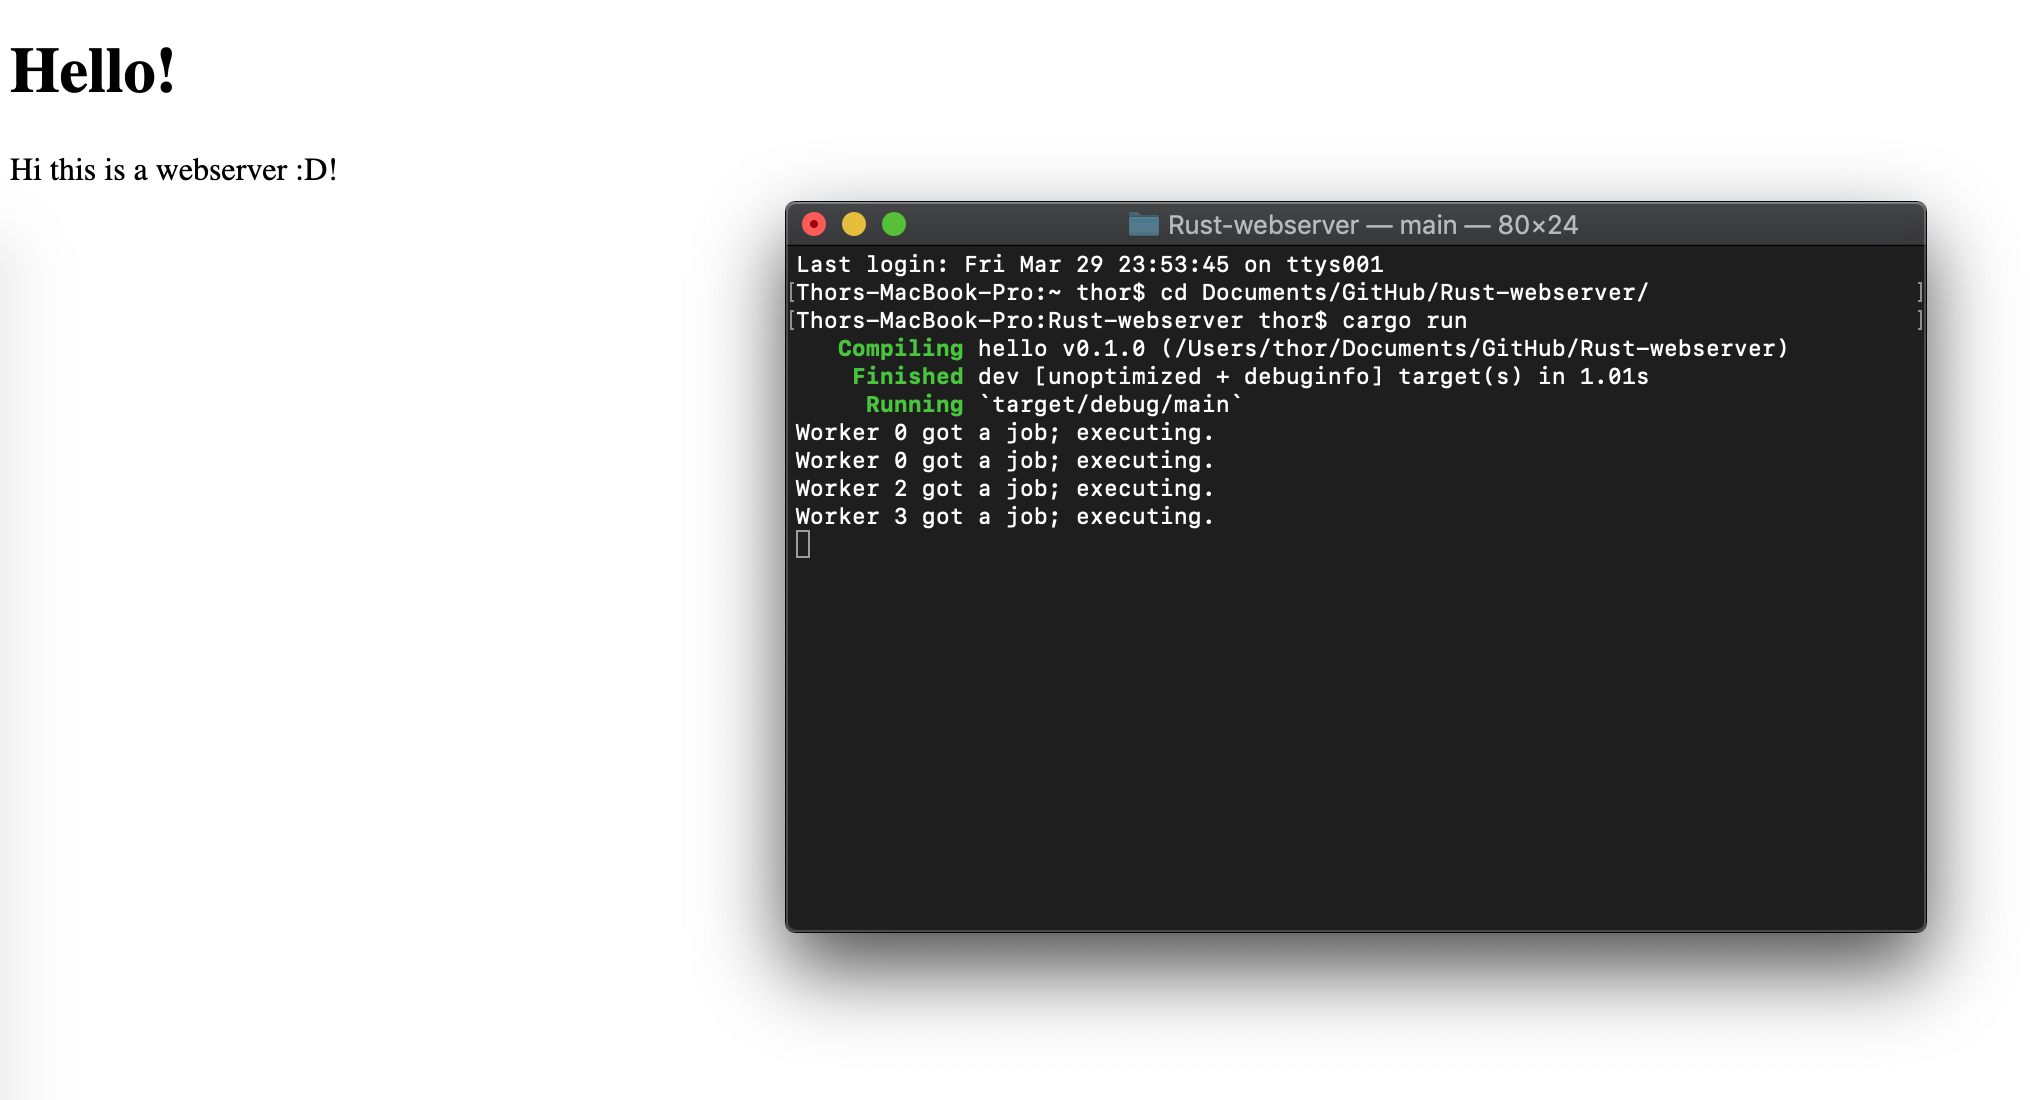 Hello!
Hi this is a webserver :D!
Rust-webserver — main — 80×24
Last login: Fri Mar 29 23:53:45 on ttys001
[Thors-MacBook-Pro:~ thor$ cd Documents/GitHub/Rust-webserver/ ]
[Thors-MacBook-Pro:Rust-webserver thor$ cargo run ]
Compiling hello v0.1.0 (/Users/thor/Documents/GitHub/Rust-webserver)
Finished dev [unoptimized + debuginfo] target(s) in 1.01s
Running `target/debug/main`
Worker 0 got a job; executing.
Worker 0 got a job; executing.
Worker 2 got a job; executing.
Worker 3 got a job; executing.